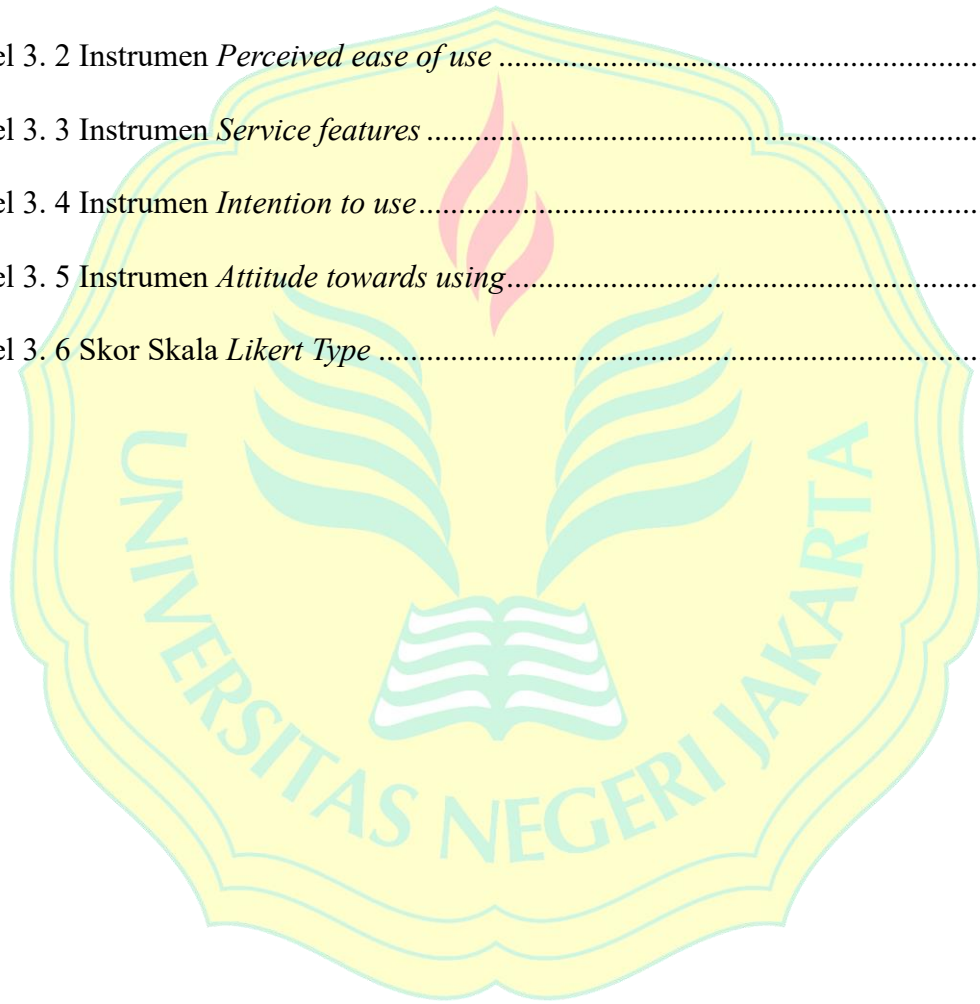 el 3. 2 Instrumen Perceived ease of use ........................................................
el 3. 3 Instrumen Service features ........................................................
el 3. 4 Instrumen Intention to use ........................................................
el 3. 5 Instrumen Attitude towards using ........................................................
el 3. 6 Skor Skala Likert Type ........................................................
UNIVERSITAS NEGERI JAKARTA